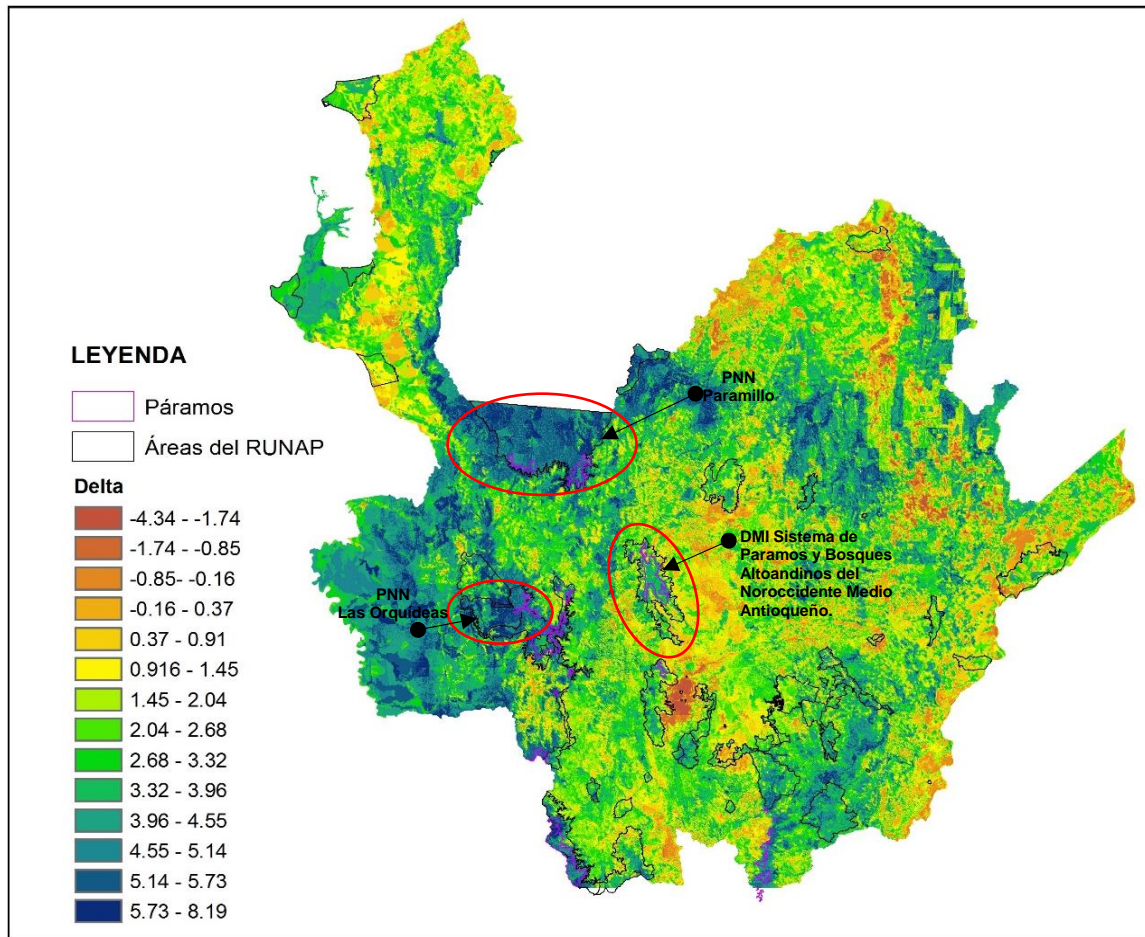 LEYENDA
Páramos
Áreas del RUNAP
Delta
-4.34 - -1.74
-1.74 - -0.85
-0.85- -0.16
-0.16 - 0.37
0.37 - 0.91
0.916 - 1.45
1.45 - 2.04
2.04 - 2.68
2.68 - 3.32
3.32 - 3.96
3.96 - 4.55
4.55 - 5.14
5.14 - 5.73
5.73 - 8.19
PNN
Paramillo.
DMI Sistema de
Paramos y Bosques
Altoandinos del
Noroccidente Medio
Antioqueño.
PNN
Las Orquídeas